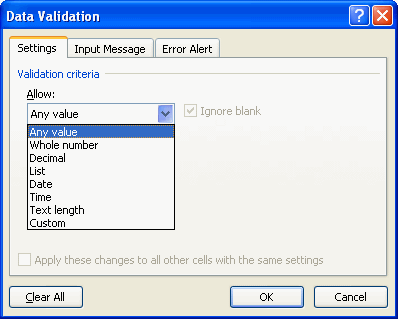 Data Validation
Settings
Input Message
Error Alert
Validation criteria
Allow:
Any value
Ignore blank
Any value
Whole number
Decimal
List
Date
Time
Text length
Custom
Apply these changes to all other cells with the same settings
Clear All
OK
Cancel